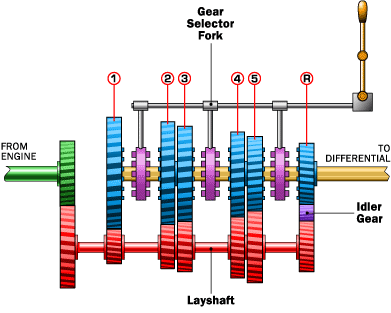 Gear
Selector
Fork
1 2 3 4 5 R
FROM
ENGINE
TO
DIFFERENTIAL
Idler
Gear
Layshaft